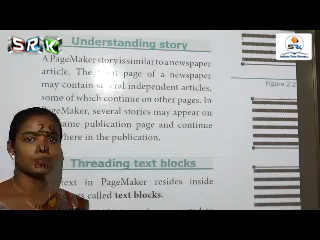 SRK
SRK
Understanding story
A PageMaker story is similar to a newspaper
article. The page of a newspaper
may contain several independent articles,
some of which continue on other pages. In
PageMaker, several stories may appear on
same publication page and continue
here in the publication.
Figure 2.2
Threading text blocks
text in PageMaker resides inside
called text blocks.